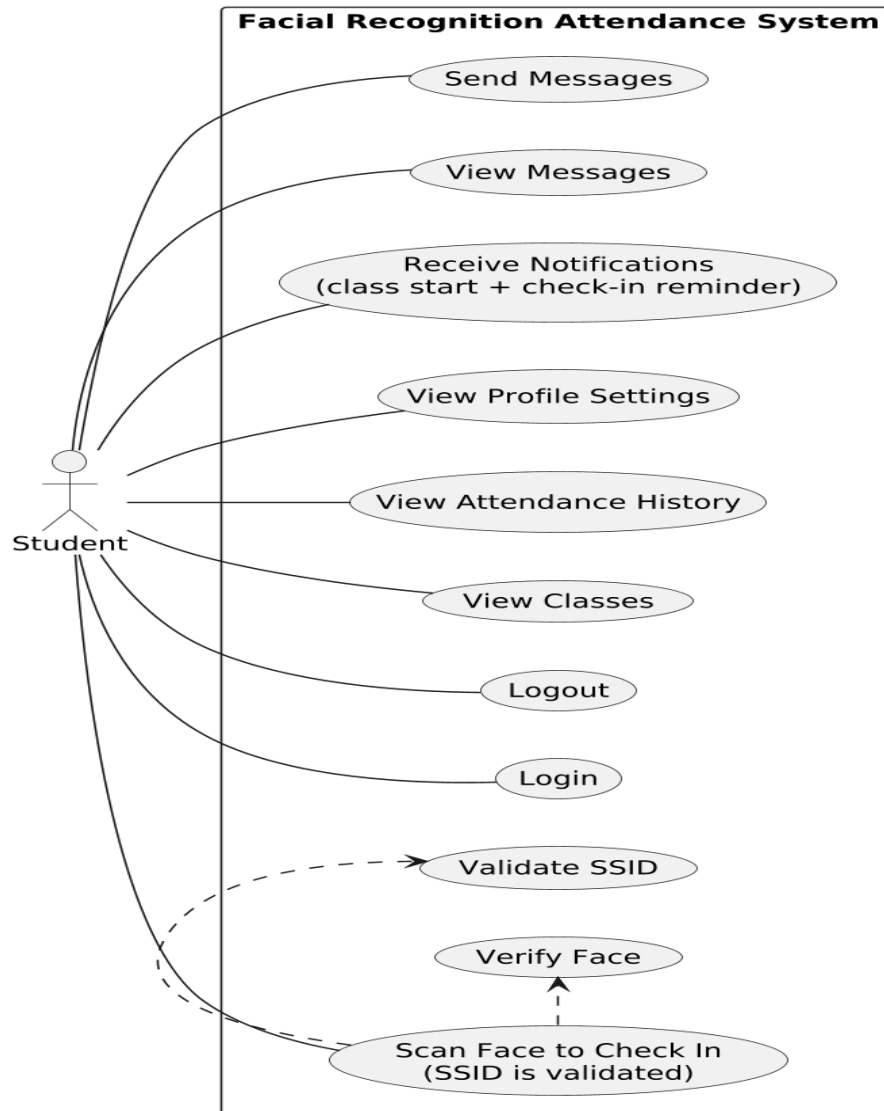 Facial Recognition Attendance System
Send Messages
View Messages
Receive Notifications
(class start + check-in reminder)
View Profile Settings
View Attendance History
Student
View Classes
Logout
Login
Validate SSID
Verify Face
Scan Face to Check In
(SSID is validated)